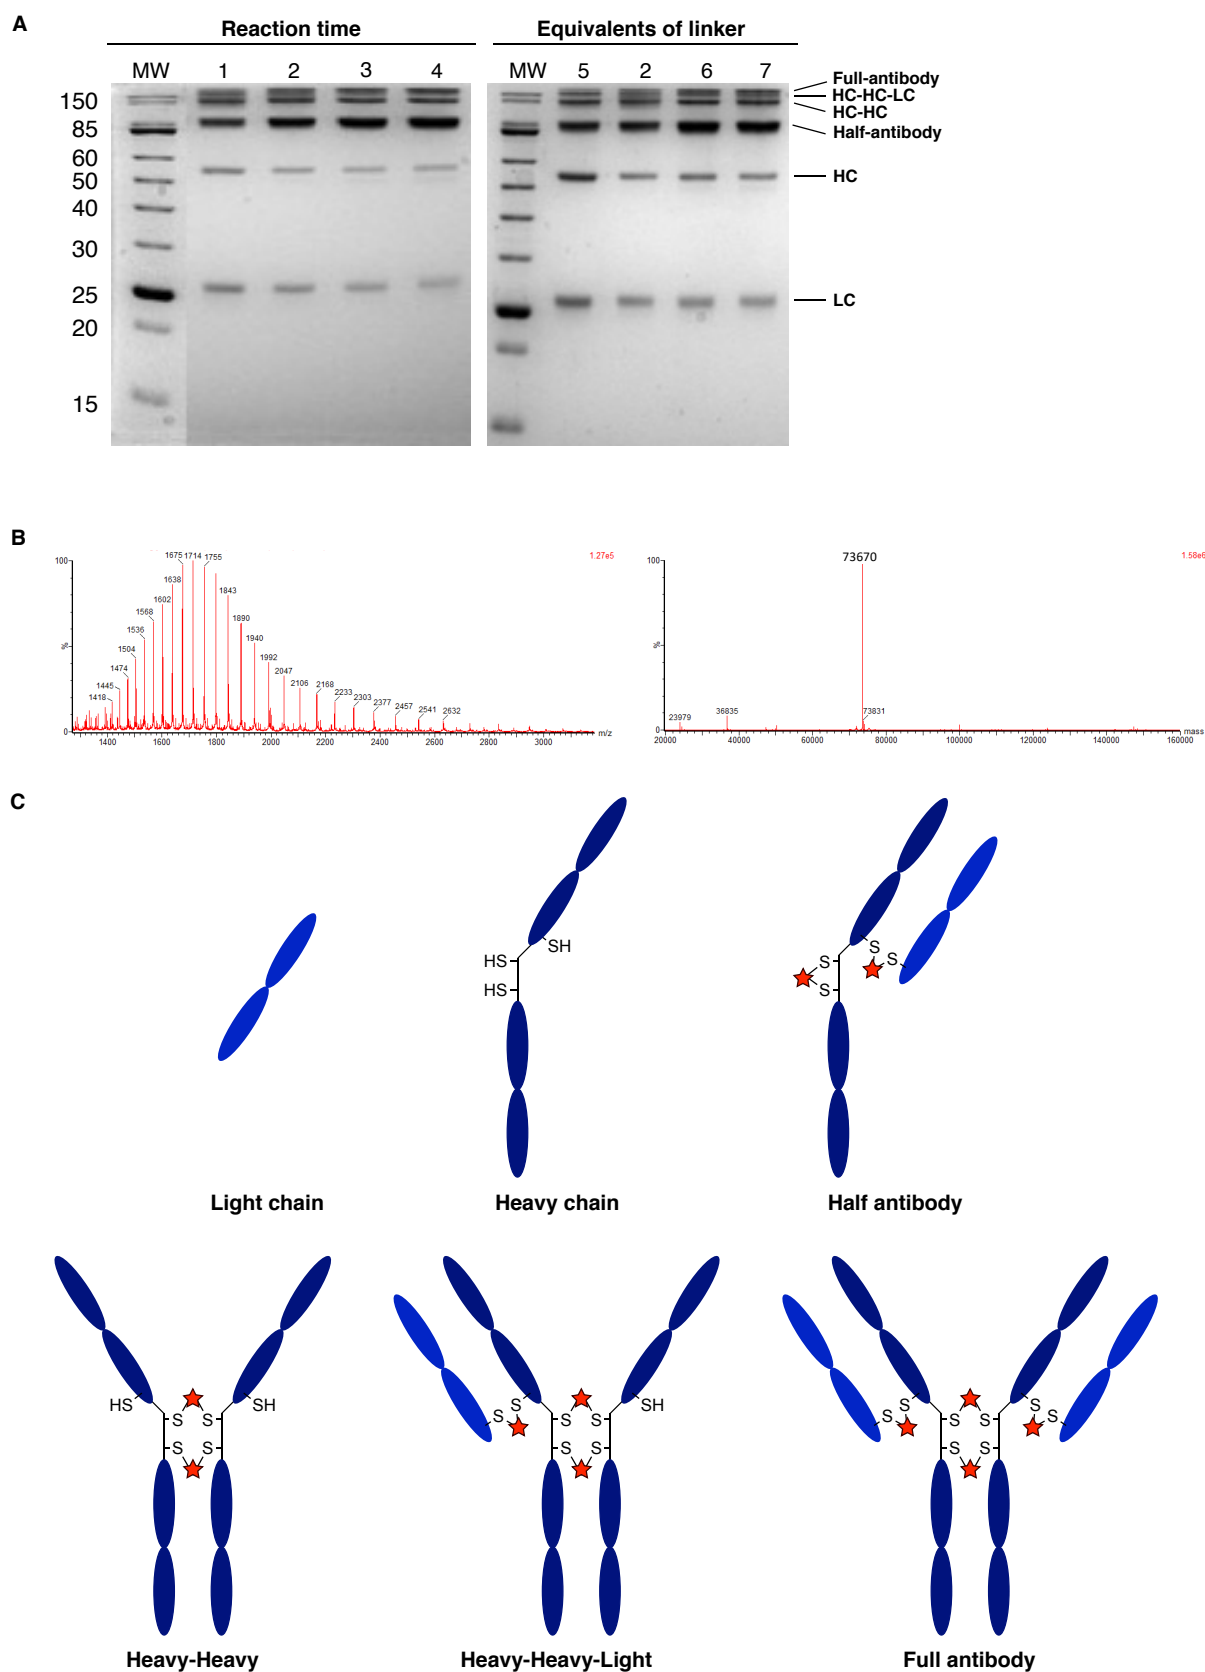 A
Reaction time
Equivalents of linker
MW 1 2 3 4
MW 5 2 6 7
150
85
60
50
40
30
25
20
15
Full-antibody
HC-HC-LC
HC-HC
Half-antibody
HC
LC
B
100
%
0
1.27e5
1418
1445
1474
1504
1536
1568
1602
1638
1675
1714
1755
1843
1890
1940
1992
2047
2106
2168
2233
2303
2377
2457
2541
2632
1400 1600 1800 2000 2200 2400 2600 2800 3000
m/z
100
%
0
1.58e6
73670
23979
36835
73831
20000 40000 60000 80000 100000 120000 140000 160000
mass
C
HS
SH
HS
S
S
S
S
Light chain
Heavy chain
Half antibody
HS
S
S
SH
S
S
S
S
S
S
SH
S
S
S
S
S
S
S
S
S
S
Heavy-Heavy
Heavy-Heavy-Light
Full antibody